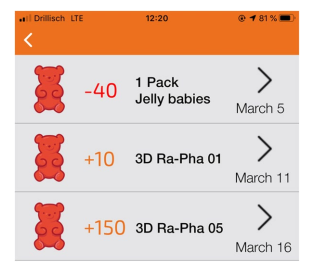 Drillisch LTE 12:20 81 %
-40 1 Pack
Jelly babies
March 5
+10 3D Ra-Pha 01
March 11
+150 3D Ra-Pha 05
March 16